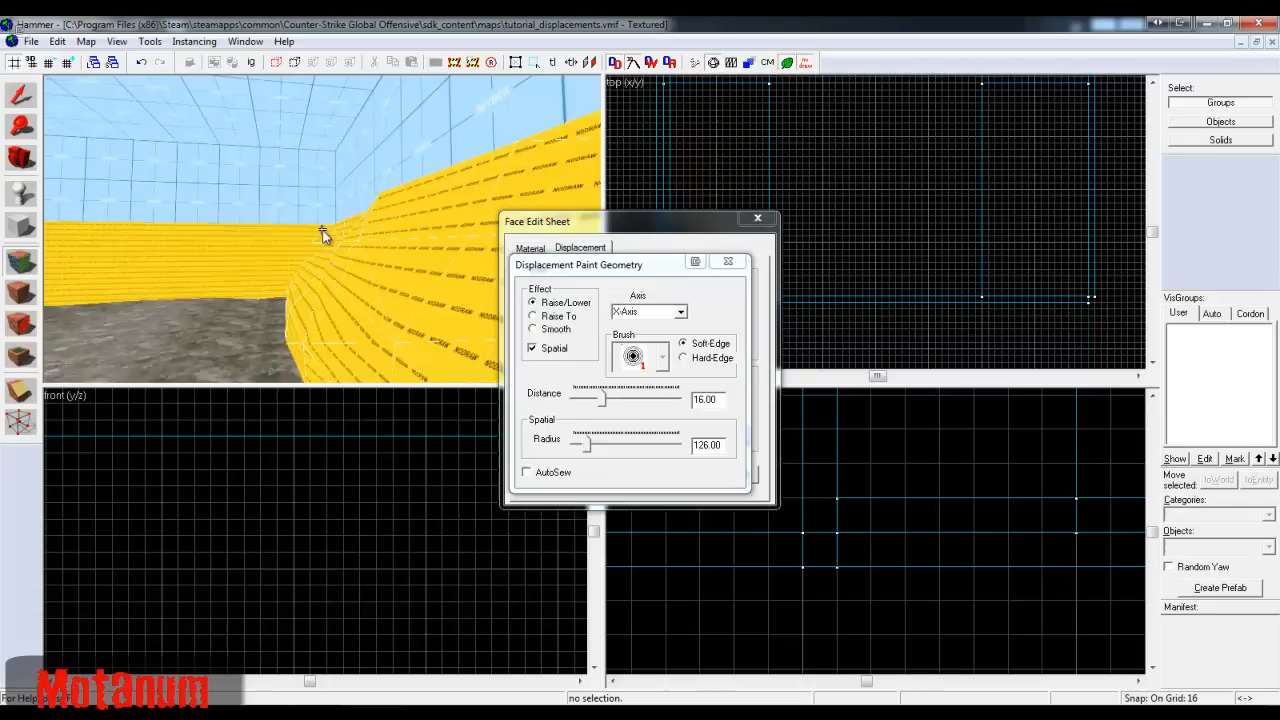 Hammer - [C:\Program Files (x86)\Steam\steamapps\common\Counter-Strike Global Offensive\sdk_content\maps\tutorial_displacements.vmf - Textured]
File Edit Map View Tools Instancing Window Help
top (x/y)
Select:
Groups
Objects
Solids
NODRAW
Face Edit Sheet
Material Displacement
Displacement Paint Geometry
Effect
Raise/Lower
Raise To
Smooth
Spatial
Axis
X-Axis
Brush
1
Soft-Edge
Hard-Edge
Distance 16.00
Spatial
Radius 126.00
AutoSew
VisGroups:
User Auto Cordon
front (y/z)
Show Edit Mark
Move selected: toWorld toEntity
Categories:
Objects:
Random Yaw
Create Prefab
Manifest:
Motanum
For Help
no selection.
Snap: On Grid: 16
<->